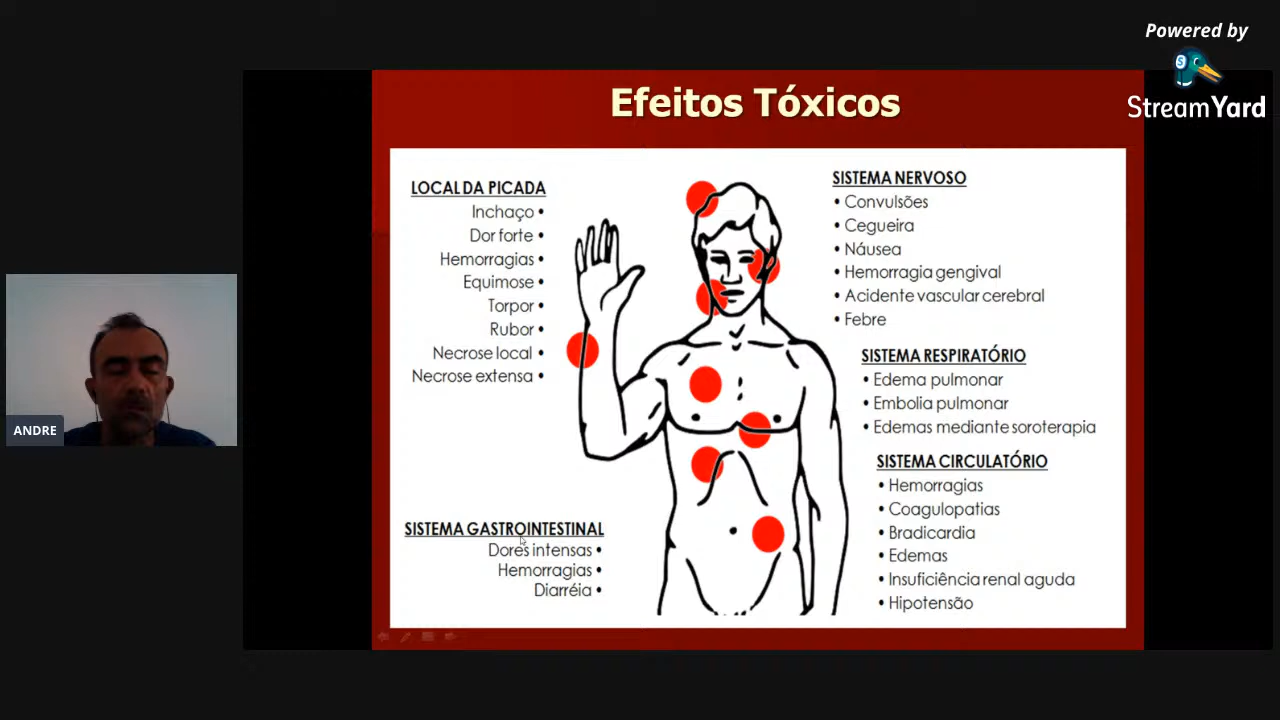 Powered by
StreamYard
Efeitos Tóxicos
LOCAL DA PICADA
Inchaço •
Dor forte •
Hemorragias •
Equimose •
Torpor •
Rubor •
Necrose local •
Necrose extensa •
SISTEMA GASTROINTESTINAL
Dores intensas •
Hemorragias •
Diarréia •
SISTEMA NERVOSO
• Convulsões
• Cegueira
• Náusea
• Hemorragia gengival
• Acidente vascular cerebral
• Febre
SISTEMA RESPIRATÓRIO
• Edema pulmonar
• Embolia pulmonar
• Edemas mediante soroterapia
SISTEMA CIRCULATÓRIO
• Hemorragias
• Coagulopatias
• Bradicardia
• Edemas
• Insuficiência renal aguda
• Hipotensão
ANDRE